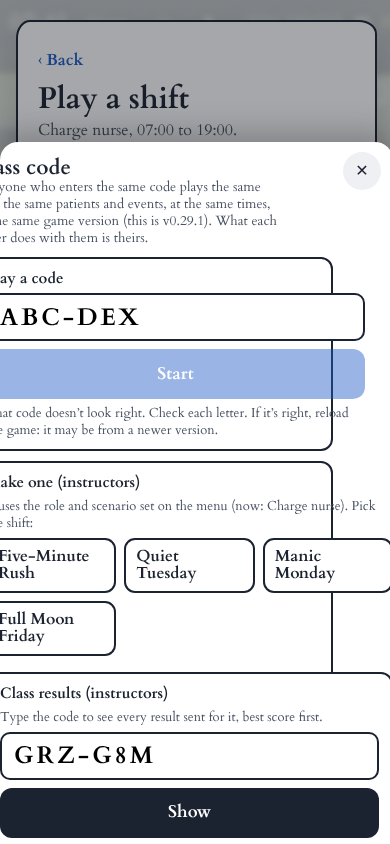 ‹ Back
Play a shift
Charge nurse, 07:00 to 19:00.
ass code
×
yone who enters the same code plays the same
the same patients and events, at the same times,
he same game version (this is v0.29.1). What each
er does with them is theirs.
ay a code
ABC-DEX
Start
hat code doesn't look right. Check each letter. If it's right, reload
e game: it may be from a newer version.
ake one (instructors)
uses the role and scenario set on the menu (now: Charge nurse). Pick
e shift:
Five-Minute
Rush
Quiet
Tuesday
Manic
Monday
Full Moon
Friday
Class results (instructors)
Type the code to see every result sent for it, best score first.
GRZ-G8M
Show